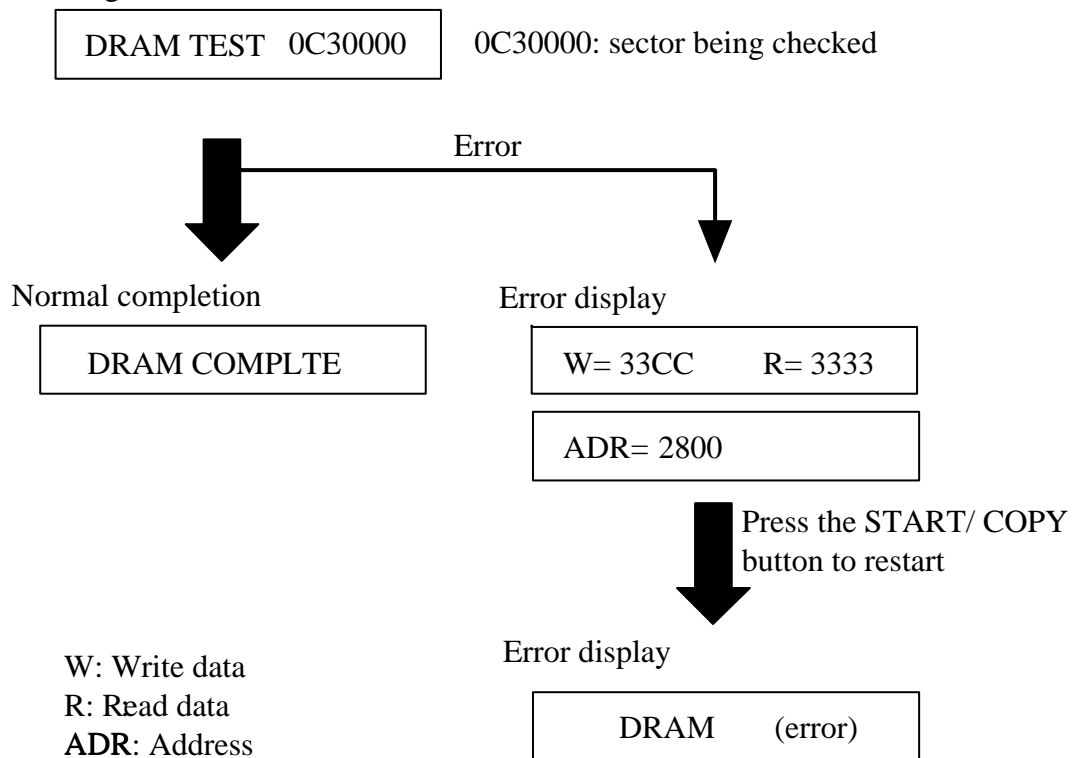 DRAM TEST 0C30000
0C30000: sector being checked
Error
Normal completion
Error display
DRAM COMPLTE
W= 33CC R= 3333
ADR= 2800
Press the START/ COPY
button to restart
Error display
W: Write data
R: Read data
ADR: Address
DRAM (error)